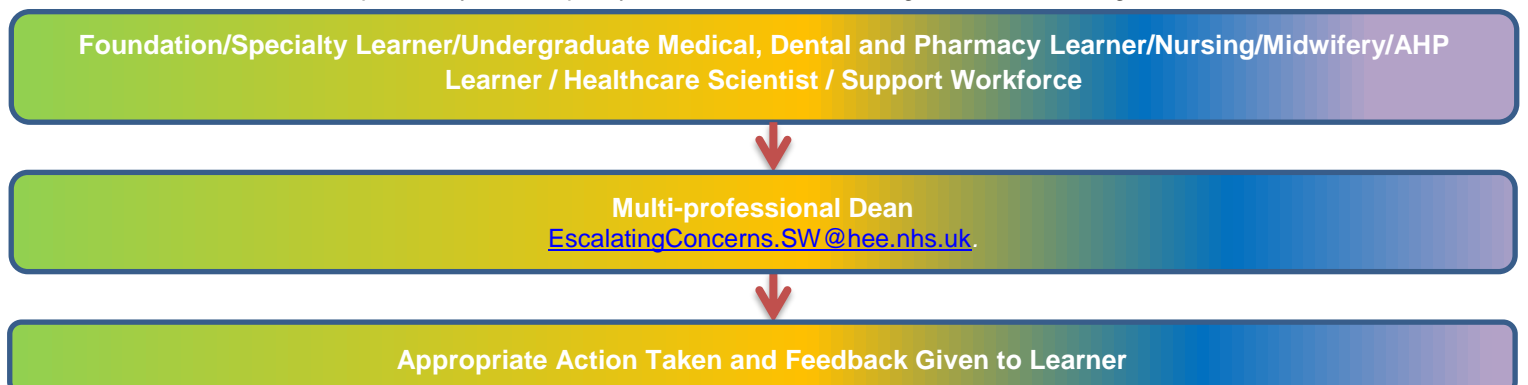 Foundation/Specialty Learner/Undergraduate Medical, Dental and Pharmacy Learner/Nursing/Midwifery/AHP
Learner / Healthcare Scientist / Support Workforce
Multi-professional Dean
EscalatingConcerns.SW@hee.nhs.uk.
Appropriate Action Taken and Feedback Given to Learner